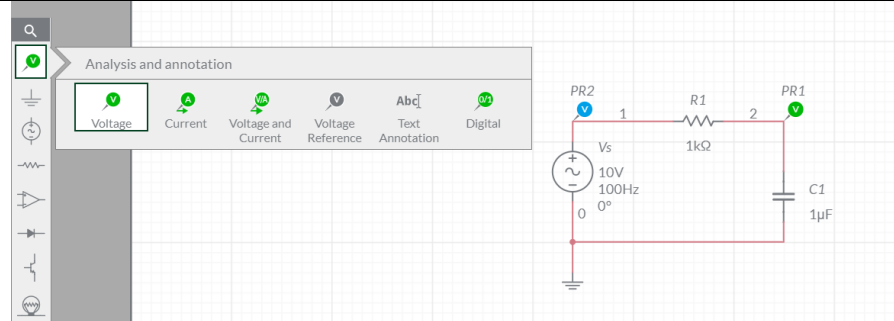 Analysis and annotation
V
A
V/A
V
Abc
0/1
Voltage
Current
Voltage and
Current
Voltage
Reference
Text
Annotation
Digital
V
PR2
V
PR1
V
1
R1
2
1kΩ
Vs
10V
100Hz
0°
0
C1
1μF